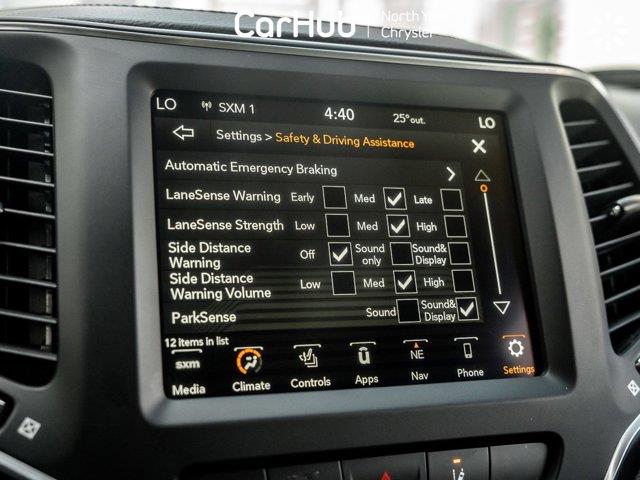 CarHub
North Y
Chrysler
LO SXM 1 4:40 25° out. LO
Settings > Safety & Driving Assistance
Automatic Emergency Braking
LaneSense Warning Early Med Late
LaneSense Strength Low Med High
Side Distance Warning Off Sound only Sound& Display
Side Distance Warning Volume Low Med High
ParkSense Sound Sound& Display
12 items in list
sxm NE
Media Climate Controls Apps Nav Phone Settings